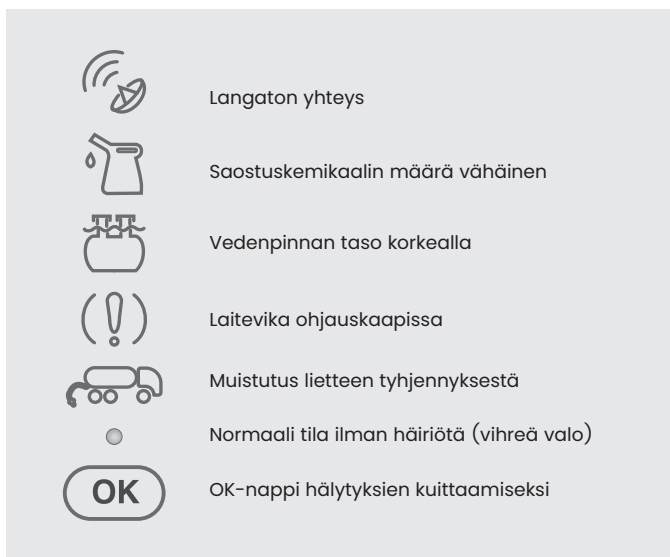 Langaton yhteys
Saostuskemikaalin määrä vähäinen
Vedenpinnan taso korkealla
Laitevika ohjauskaapissa
Muistutus lietteen tyhjennyksestä
Normaali tila ilman häiriötä (vihreä valo)
OK OK-nappi hälytyksien kuittaamiseksi